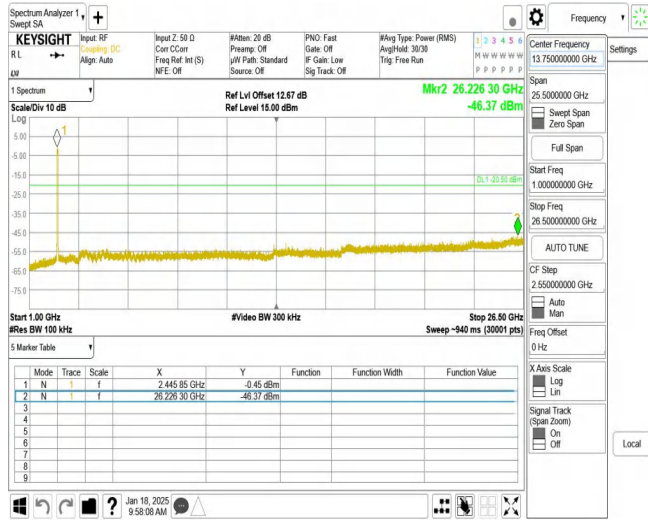 Spectrum Analyzer 1
Swept SA
+
Frequency
KEYSIGHT
RL
Input: RF
Coupling: DC
Align: Auto
Input Z: 50 Ω
Corr CCorr
Freq Ref: Int (S)
NFE: Off
#Atten: 20 dB
Preamp: Off
µW Path: Standard
Source: Off
PNO: Fast
Gate: Off
IF Gain: Low
Sig Track: Off
#Avg Type: Power (RMS)
Avg|Hold: 30/30
Trig: Free Run
1 2 3 4 5 6
M W W W W W
P P P P P P
1 Spectrum
Scale/Div 10 dB
Log
Ref Lvl Offset 12.67 dB
Ref Level 15.00 dBm
Mkr2 26.226 30 GHz
-46.37 dBm
5.00
-5.00
-15.0
-25.0
-35.0
-45.0
-55.0
-65.0
-75.0
1
DL1 -20.60 dBm
Start 1.00 GHz
#Res BW 100 kHz
#Video BW 300 kHz
Stop 26.50 GHz
Sweep ~940 ms (30001 pts)
5 Marker Table
Mode Trace Scale X Y Function Function Width Function Value
1 N 1 f 2.445 85 GHz -0.45 dBm
2 N 1 f 26.226 30 GHz -46.37 dBm
3
4
5
6
7
8
9
Jan 18, 2025
9:58:08 AM
Center Frequency
13.750000000 GHz
Settings
Span
25.5000000 GHz
Swept Span
Zero Span
Full Span
Start Freq
1.000000000 GHz
Stop Freq
26.500000000 GHz
AUTO TUNE
CF Step
2.550000000 GHz
Auto
Man
Freq Offset
0 Hz
X Axis Scale
Log
Lin
Signal Track
(Span Zoom)
On
Off
Local